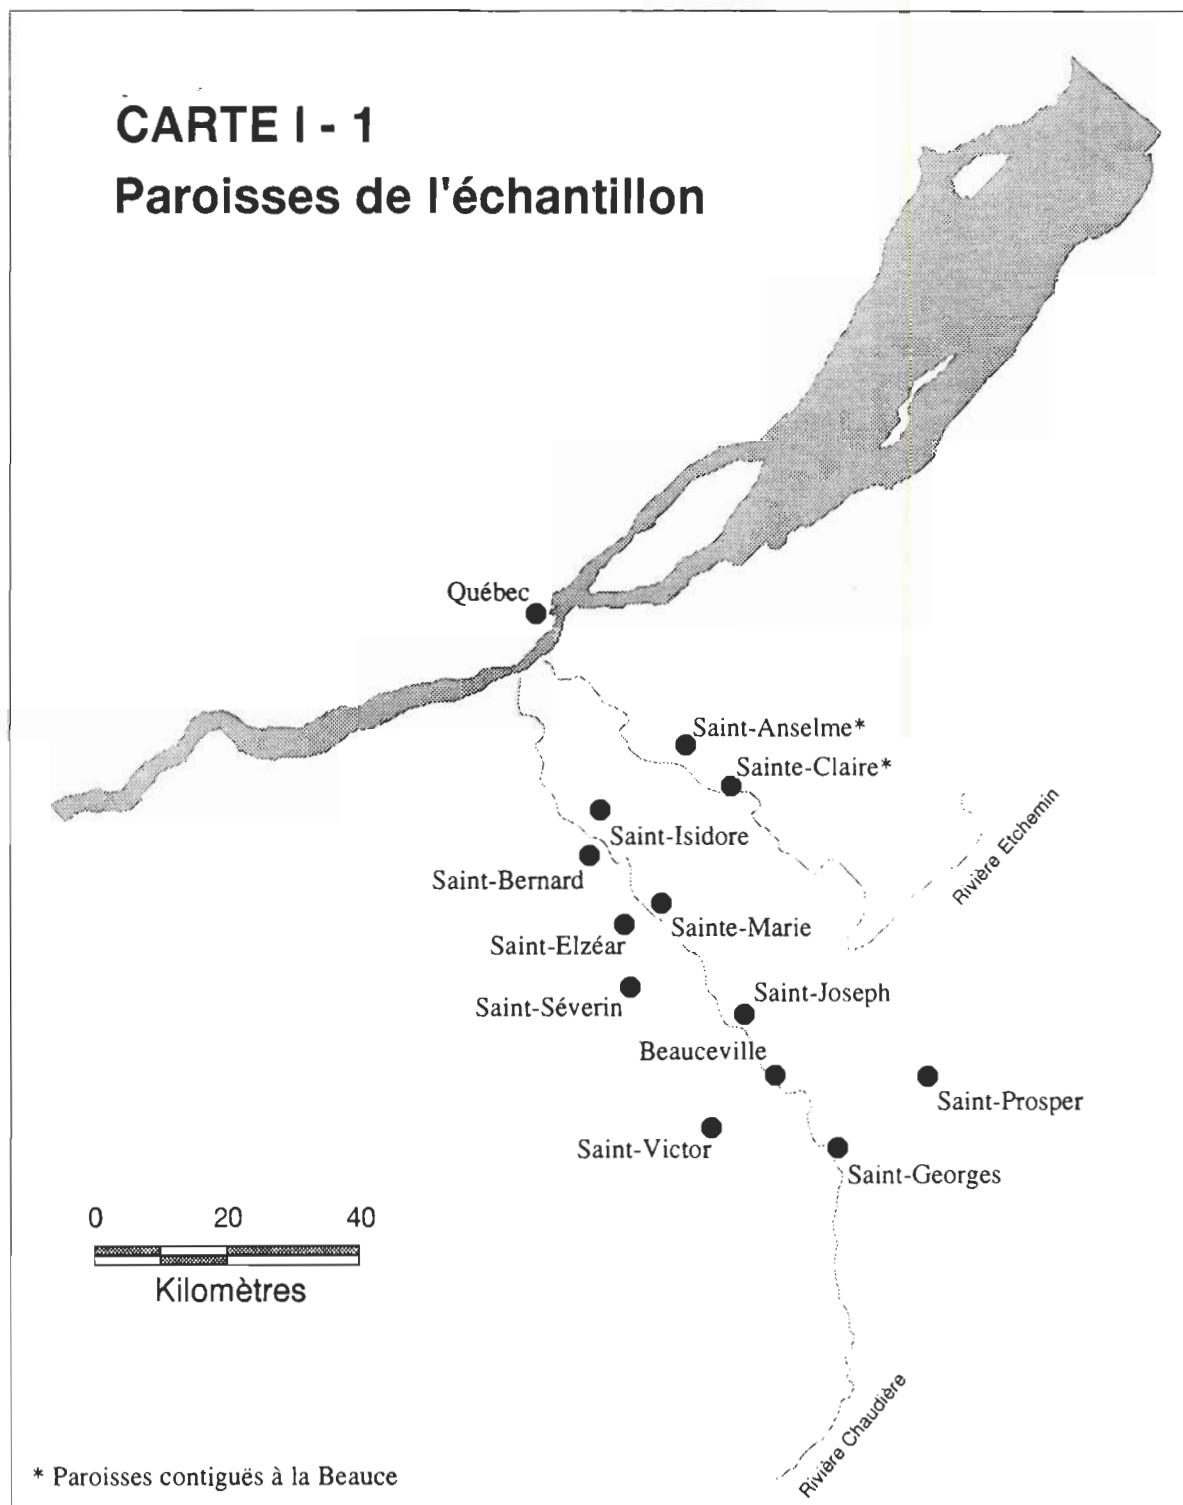 CARTE I - 1
Paroisses de l'échantillon
Québec
Saint-Anselme*
Sainte-Claire*
Saint-Isidore
Rivière Etchemin
Saint-Bernard
Sainte-Marie
Saint-Elzéar
Saint-Joseph
Saint-Séverin
Beauceville
Saint-Prosper
Saint-Victor
Saint-Georges
0 20 40
Kilomètres
Rivière Chaudière
* Paroisses contiguës à la Beauce